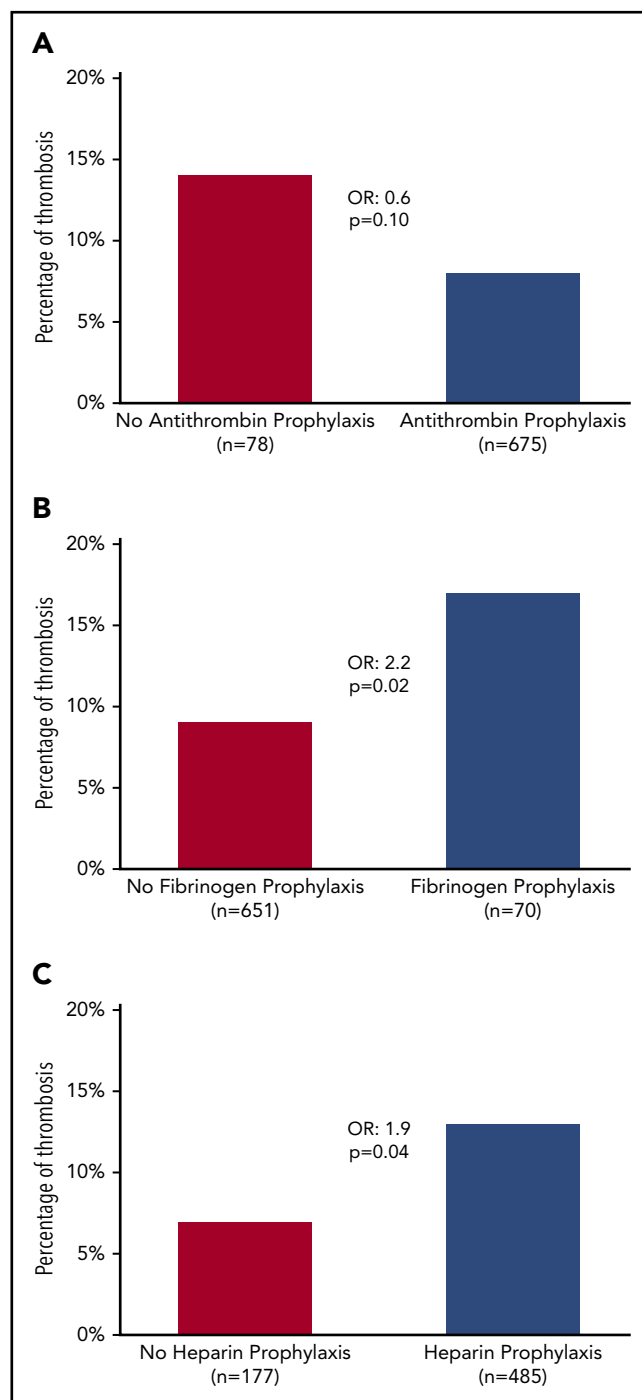 A
20%
15%
10%
5%
0%
Percentage of thrombosis
OR: 0.6
p=0.10
No Antithrombin Prophylaxis
(n=78)
Antithrombin Prophylaxis
(n=675)
B
20%
15%
10%
5%
0%
Percentage of thrombosis
OR: 2.2
p=0.02
No Fibrinogen Prophylaxis
(n=651)
Fibrinogen Prophylaxis
(n=70)
C
20%
15%
10%
5%
0%
Percentage of thrombosis
OR: 1.9
p=0.04
No Heparin Prophylaxis
(n=177)
Heparin Prophylaxis
(n=485)